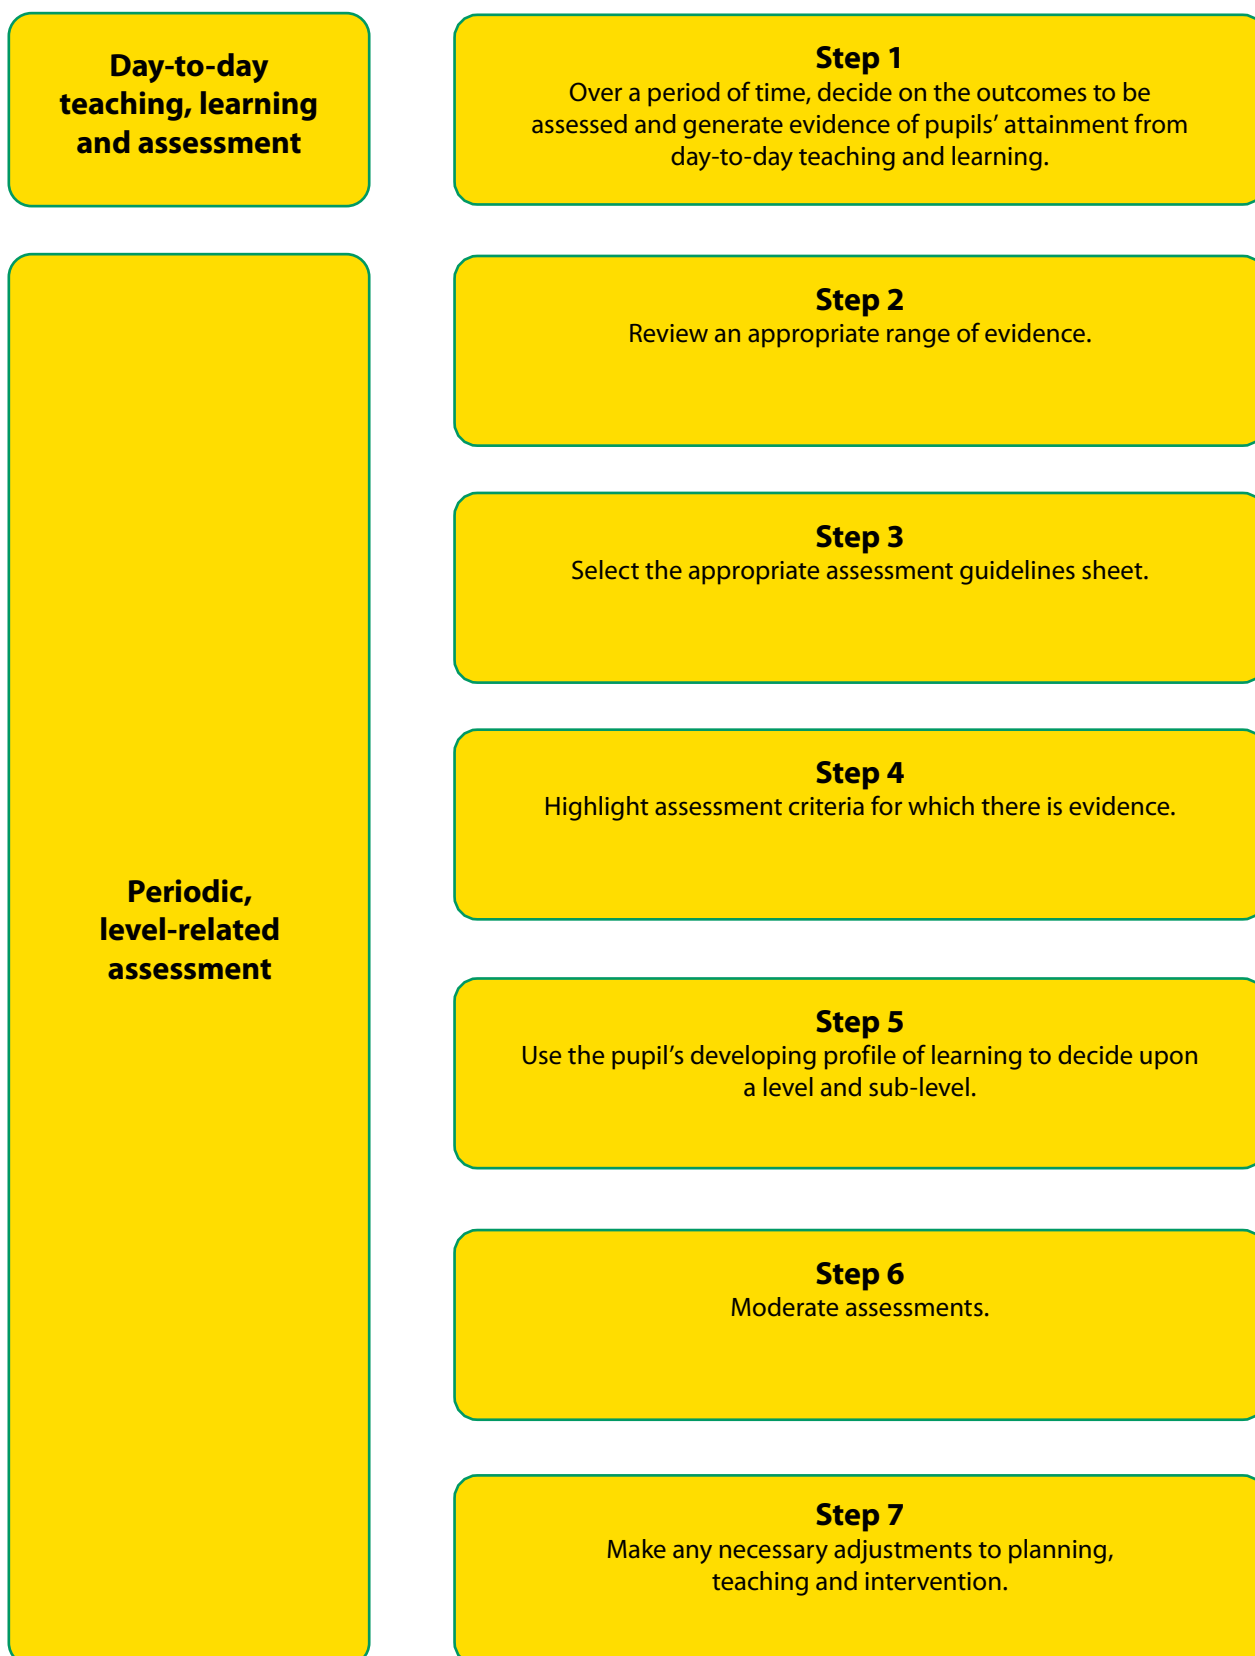 Day-to-day
teaching, learning
and assessment
Step 1
Over a period of time, decide on the outcomes to be
assessed and generate evidence of pupils’ attainment from
day-to-day teaching and learning.
Periodic,
level-related
assessment
Step 2
Review an appropriate range of evidence.
Step 3
Select the appropriate assessment guidelines sheet.
Step 4
Highlight assessment criteria for which there is evidence.
Step 5
Use the pupil’s developing profile of learning to decide upon
a level and sub-level.
Step 6
Moderate assessments.
Step 7
Make any necessary adjustments to planning,
teaching and intervention.